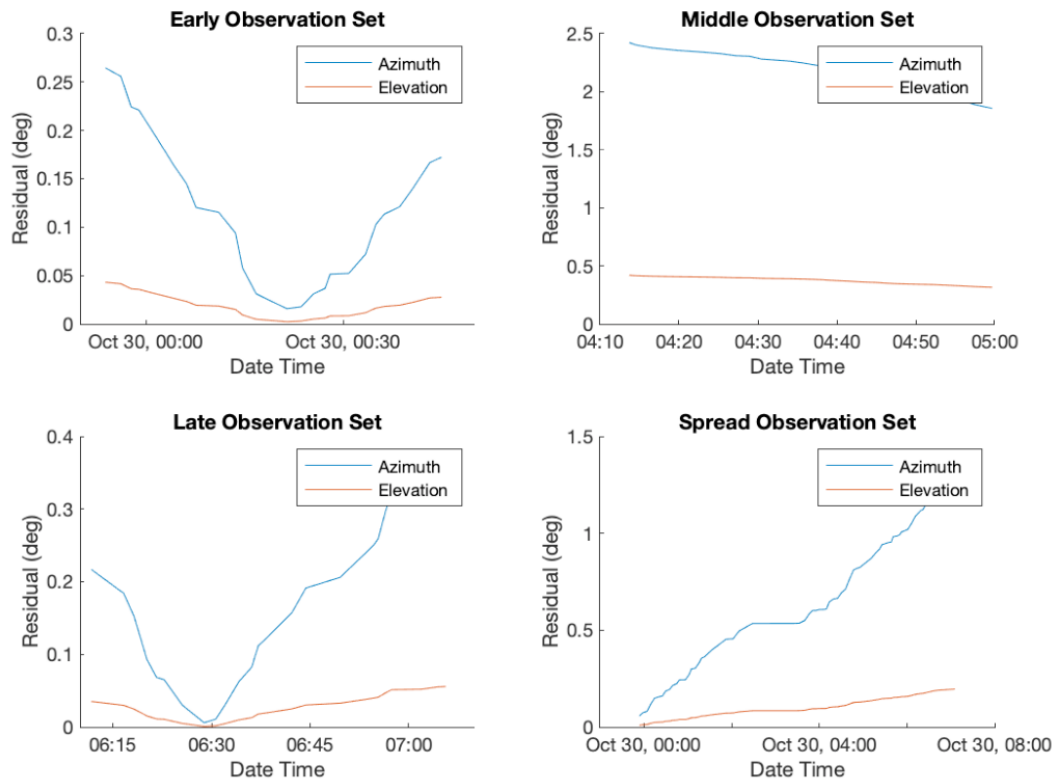 Early Observation Set
0.3
0.25
0.2
0.15
0.1
0.05
0
Residual (deg)
Azimuth
Elevation
Oct 30, 00:00
Oct 30, 00:30
Date Time
Middle Observation Set
2.5
2
1.5
1
0.5
0
Residual (deg)
Azimuth
Elevation
04:10
04:20
04:30
04:40
04:50
05:00
Date Time
Late Observation Set
0.4
0.3
0.2
0.1
0
Residual (deg)
Azimuth
Elevation
06:15
06:30
06:45
07:00
Date Time
Spread Observation Set
1.5
1
0.5
0
Residual (deg)
Azimuth
Elevation
Oct 30, 00:00
Oct 30, 04:00
Oct 30, 08:00
Date Time